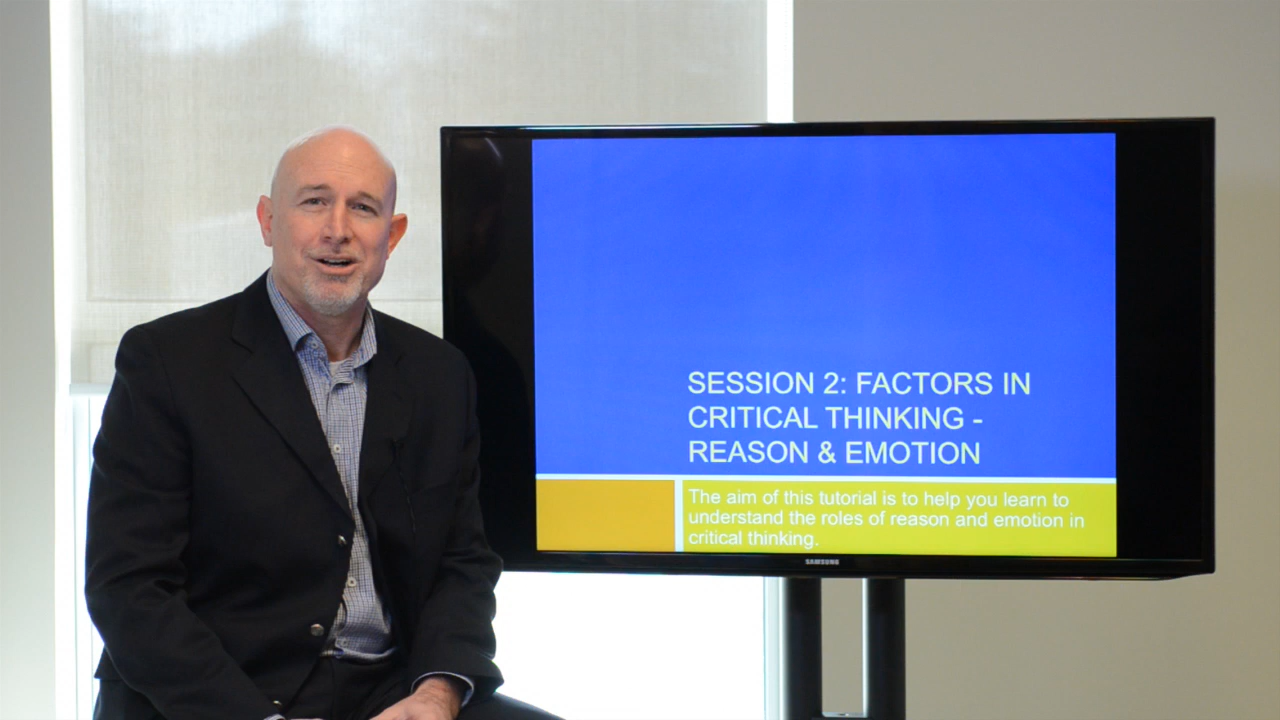 SESSION 2: FACTORS IN
CRITICAL THINKING -
REASON & EMOTION
The aim of this tutorial is to help you learn to
understand the roles of reason and emotion in
critical thinking.
SAMSUNG